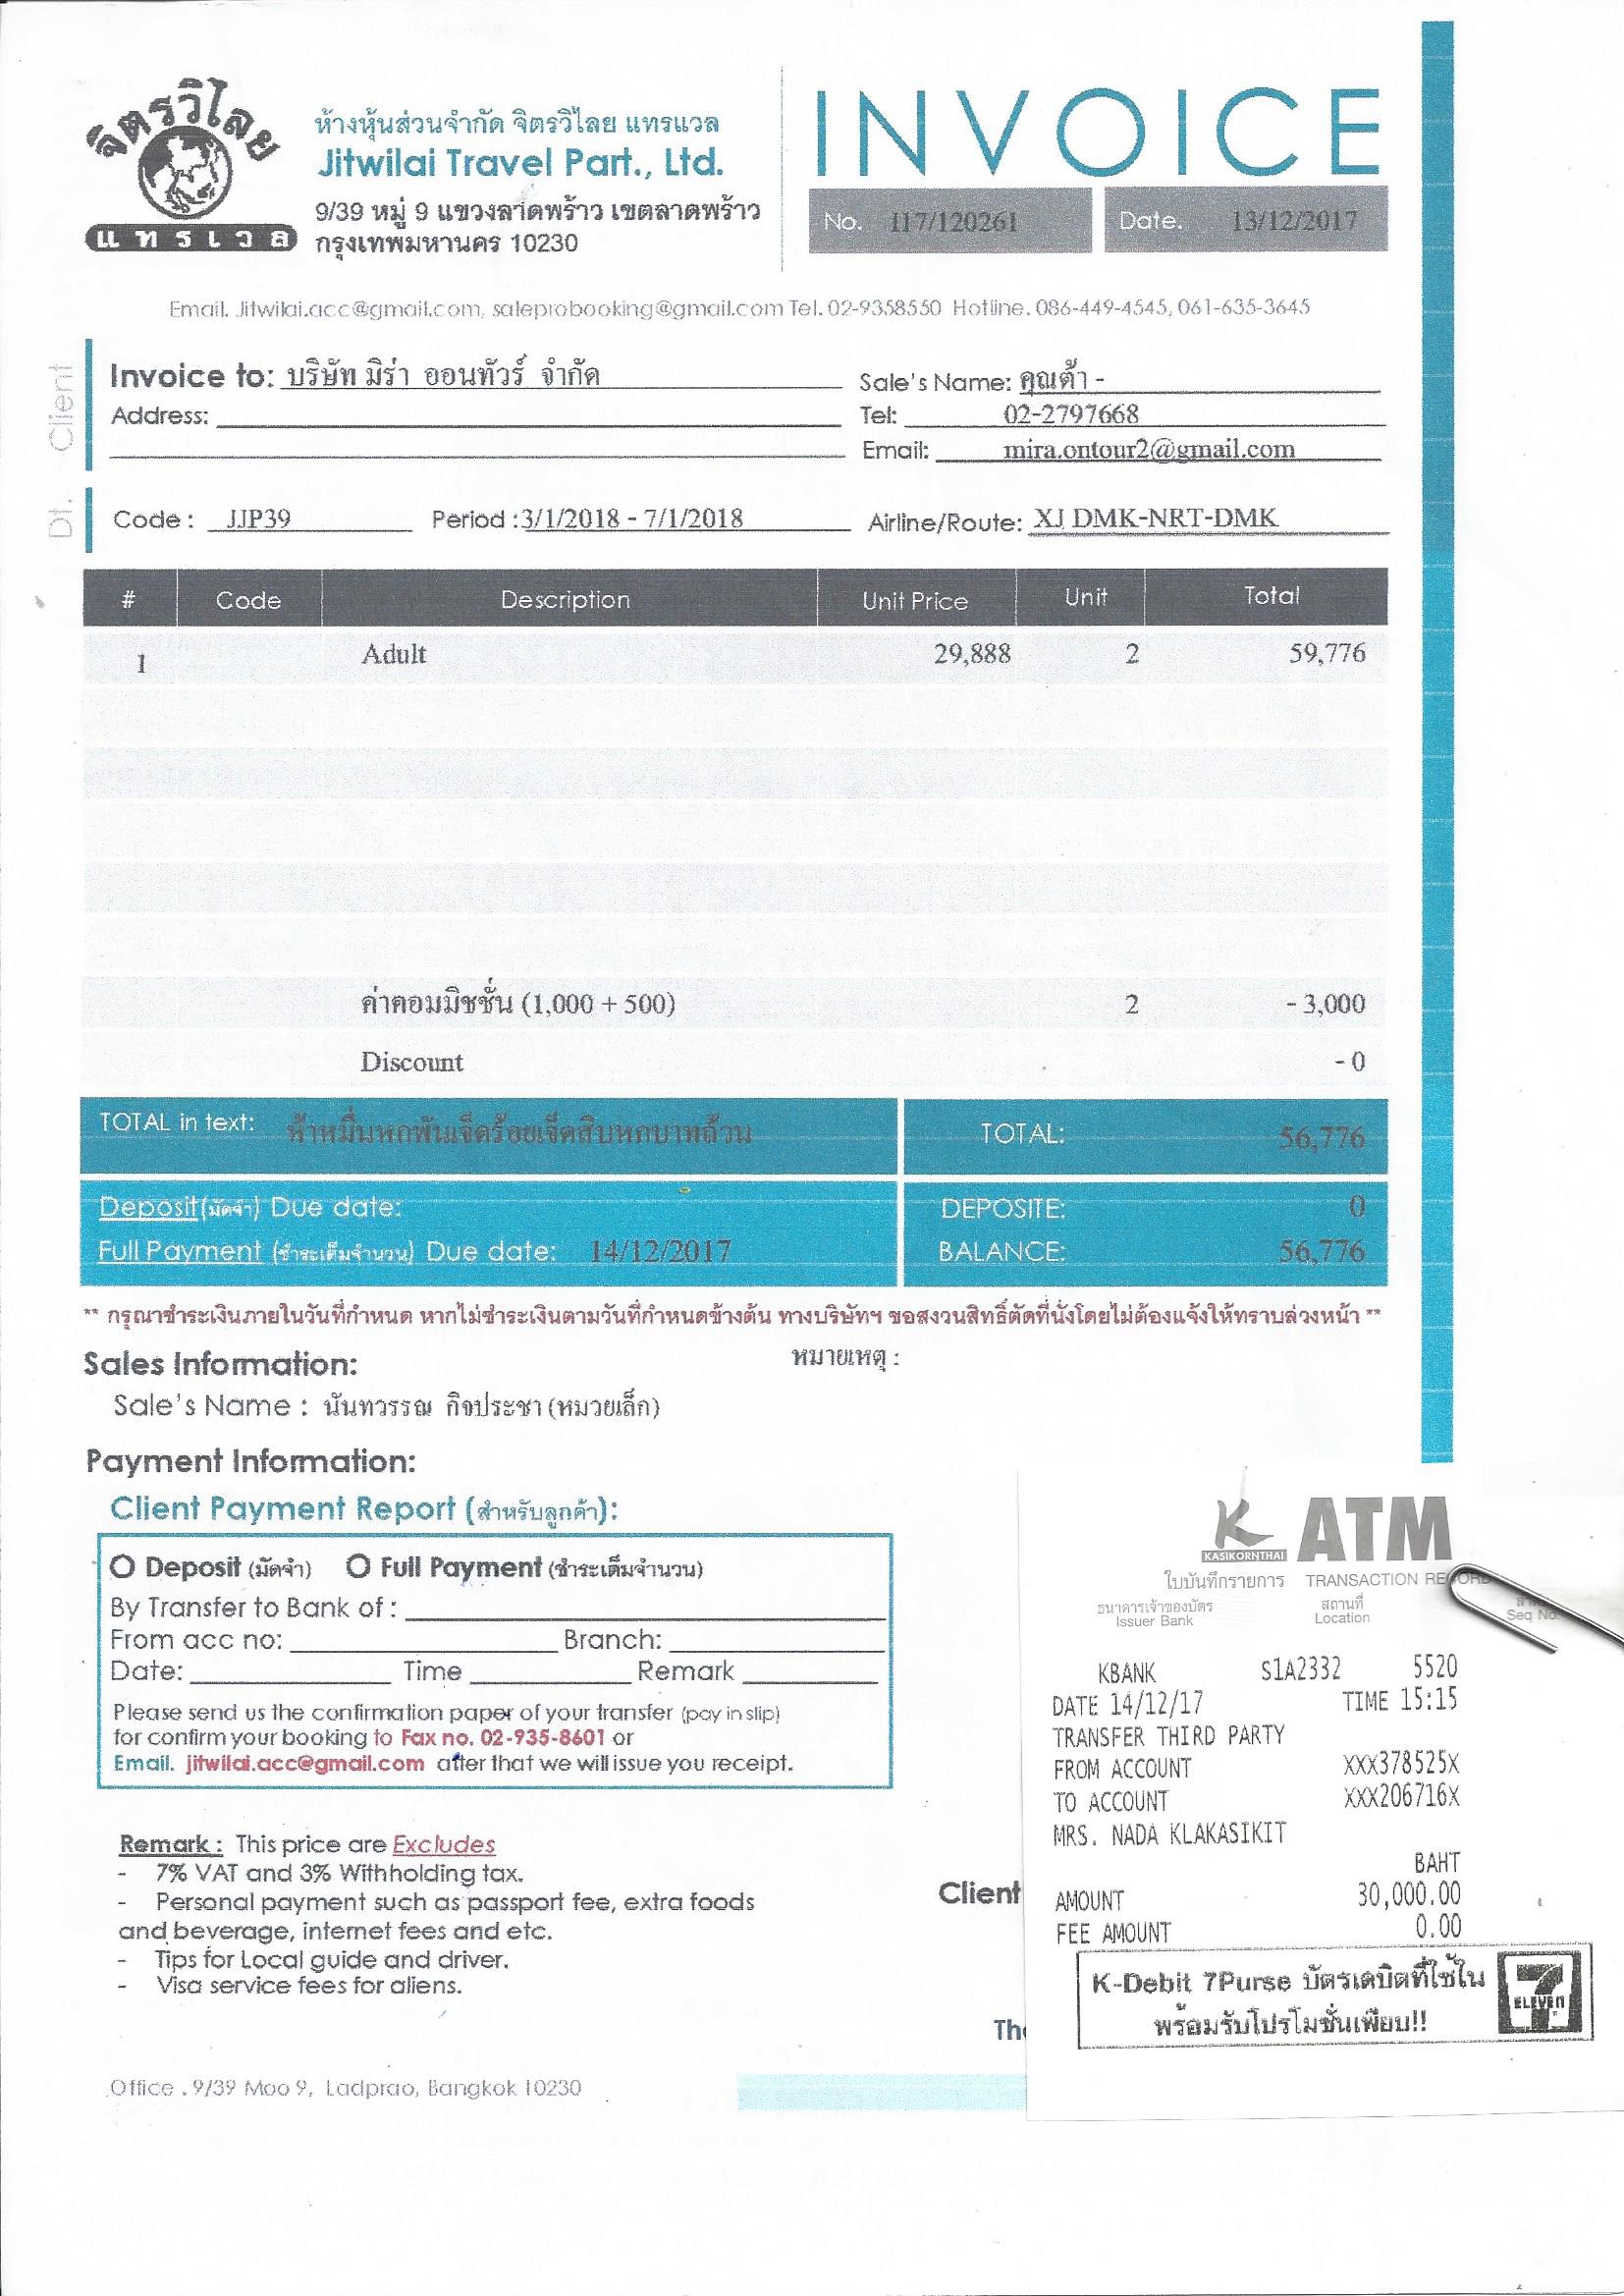 จิตรวิไลย
แทรเวล
ห้างหุ้นส่วนจำกัด จิตรวิไลย แทรเวล
Jitwilai Travel Part., Ltd.
9/39 หมู่ 9 แขวงลาดพร้าว เขตลาดพร้าว
กรุงเทพมหานคร 10230
INVOICE
No. I17/120261 Date. 13/12/2017
Email. Jitwilai.acc@gmail.com, saleprobooking@gmail.com Tel. 02-9358550 Hotline. 086-449-4545, 061-635-3645
Client
Invoice to: บริษัท มิร่า ออนทัวร์ จำกัด
Address:
Sale's Name: คุณต้า -
Tel: 02-2797668
Email: mira.ontour2@gmail.com
Dt.
Code : JJP39 Period :3/1/2018 - 7/1/2018 Airline/Route: XJ DMK-NRT-DMK
# Code Description Unit Price Unit Total
1 Adult 29,888 2 59,776
ค่าคอมมิชชั่น (1,000 + 500) 2 - 3,000
Discount - 0
TOTAL in text: ห้าหมื่นหกพันเจ็ดร้อยเจ็ดสิบหกบาทถ้วน TOTAL: 56,776
Deposit(มัดจำ) Due date: DEPOSITE: 0
Full Payment (ชำระเต็มจำนวน) Due date: 14/12/2017 BALANCE: 56,776
** กรุณาชำระเงินภายในวันที่กำหนด หากไม่ชำระเงินตามวันที่กำหนดข้างต้น ทางบริษัทฯ ขอสงวนสิทธิ์ตัดที่นั่งโดยไม่ต้องแจ้งให้ทราบล่วงหน้า **
Sales Information: หมายเหตุ :
Sale's Name : นันทวรรณ กิจประชา (หมวยเล็ก)
Payment Information:
Client Payment Report (สำหรับลูกค้า):
O Deposit (มัดจำ) O Full Payment (ชำระเต็มจำนวน)
By Transfer to Bank of :
From acc no: Branch:
Date: Time Remark
Please send us the confirmation paper of your transfer (pay in slip)
for confirm your booking to Fax no. 02-935-8601 or
Email. jitwilai.acc@gmail.com after that we will issue you receipt.
Remark : This price are Excludes
- 7% VAT and 3% Withholding tax.
- Personal payment such as passport fee, extra foods
and beverage, internet fees and etc.
- Tips for Local guide and driver.
- Visa service fees for aliens.
Client
Office . 9/39 Moo 9, Ladprao, Bangkok 10230
KASIKORNTHAI ATM
ใบบันทึกรายการ TRANSACTION RECORD
ธนาคารเจ้าของบัตร สถานที่
Issuer Bank Location Seq No.
KBANK S1A2332 5520
DATE 14/12/17 TIME 15:15
TRANSFER THIRD PARTY
FROM ACCOUNT XXX378525X
TO ACCOUNT XXX206716X
MRS. NADA KLAKASIKIT
BAHT
AMOUNT 30,000.00
FEE AMOUNT 0.00
K-Debit 7Purse บัตรเดบิตที่ใช้ใน
พร้อมรับโปรโมชั่นเพียบ!!
7 ELEVEN